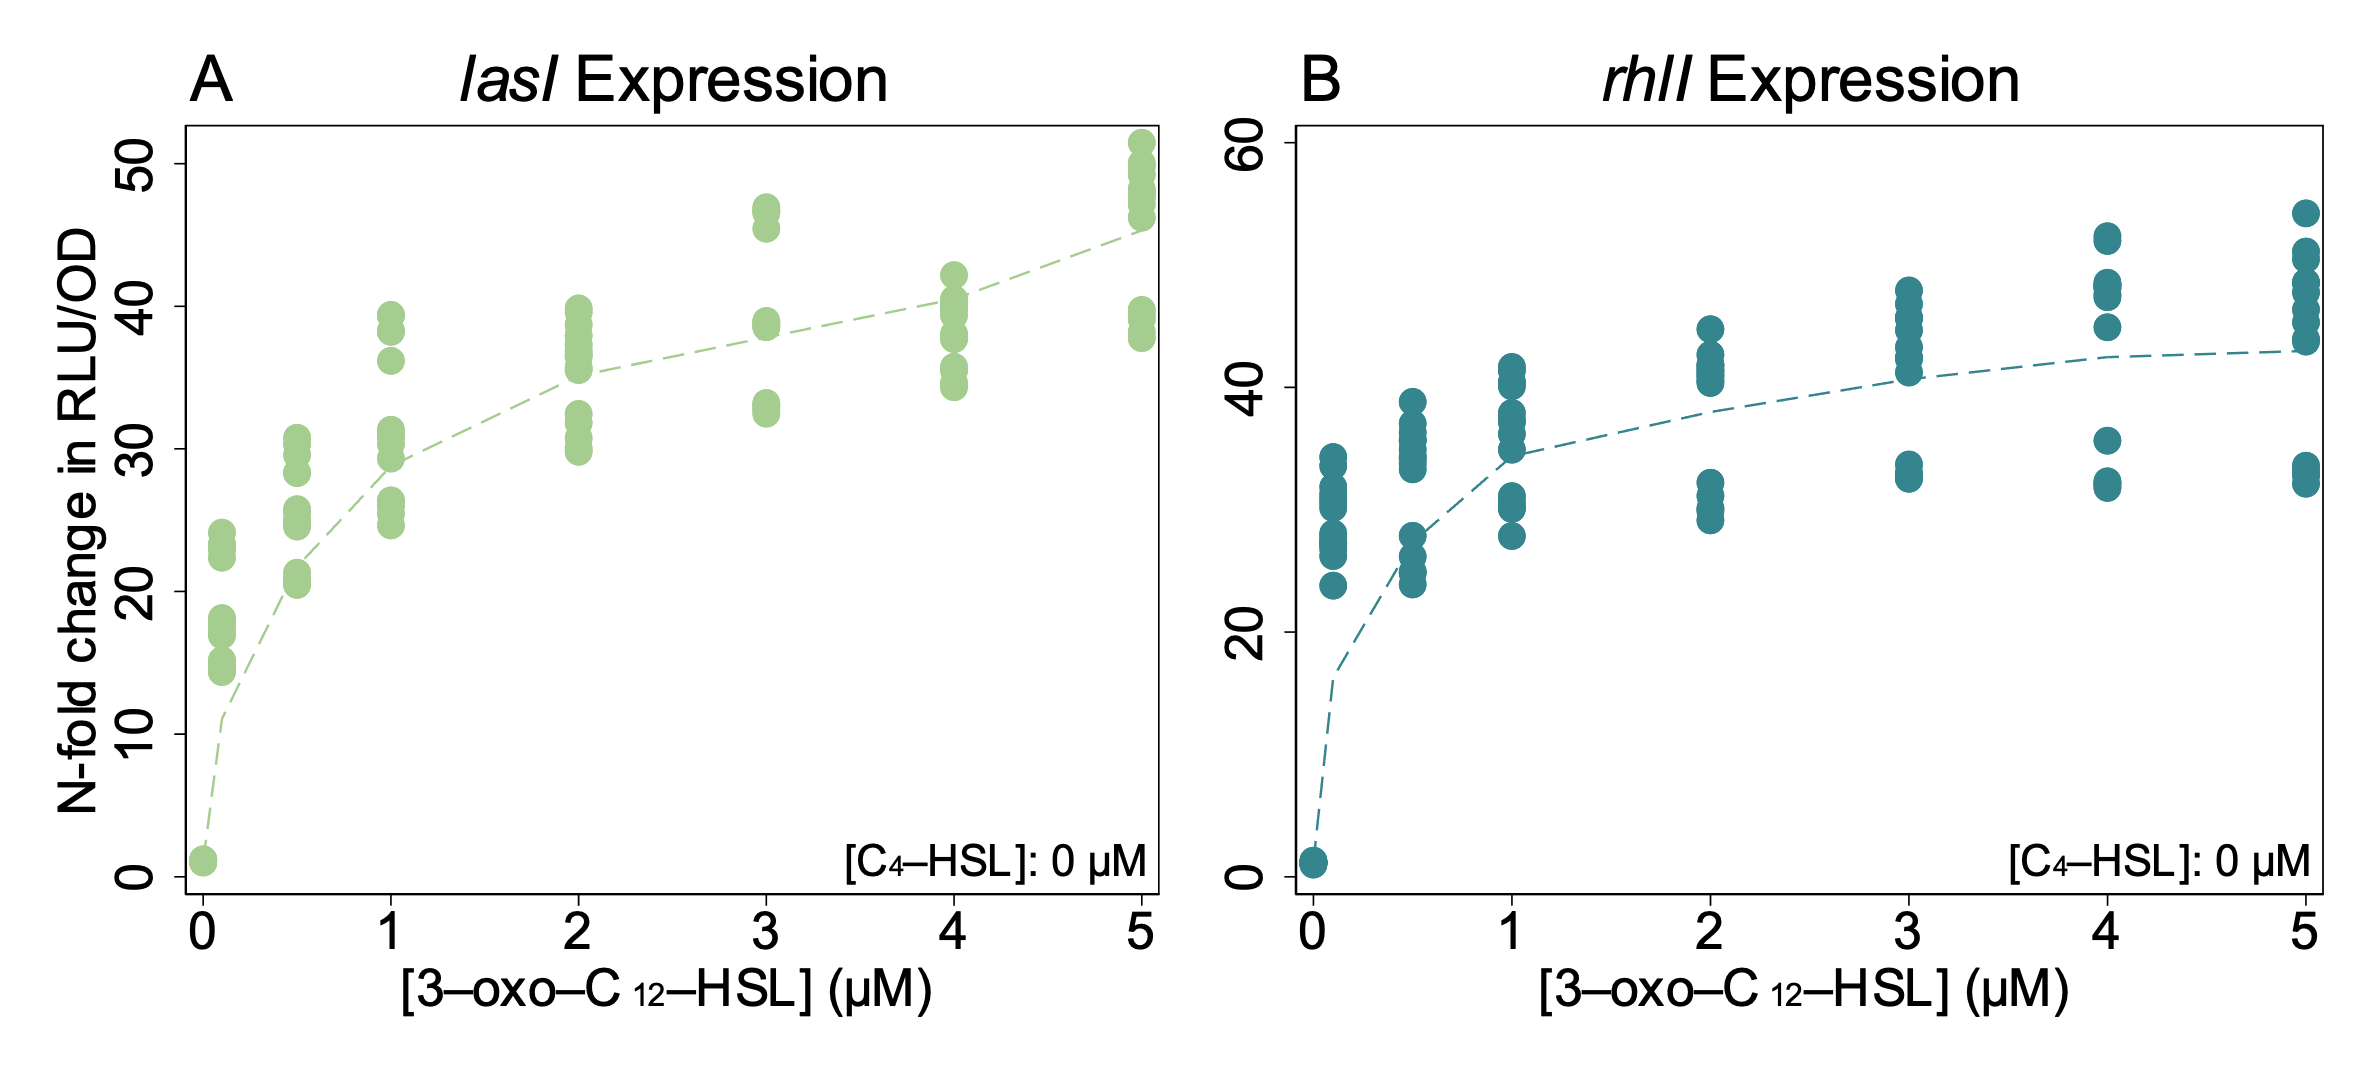 A
lasI Expression
N-fold change in RLU/OD
50
40
30
20
10
0
[C4–HSL]: 0 µM
0 1 2 3 4 5
[3–oxo–C 12–HSL] (µM)
B
rhlI Expression
60
40
20
0
[C4–HSL]: 0 µM
0 1 2 3 4 5
[3–oxo–C 12–HSL] (µM)